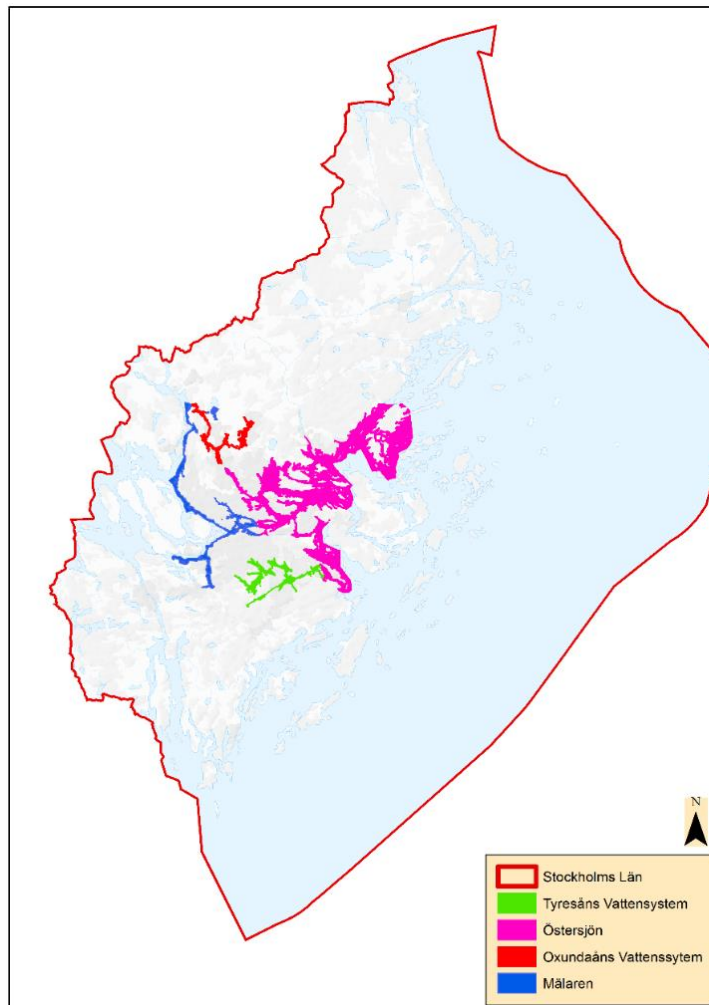 N
Stockholms Län
Tyresåns Vattensystem
Östersjön
Oxundaåns Vattenssytem
Mälaren